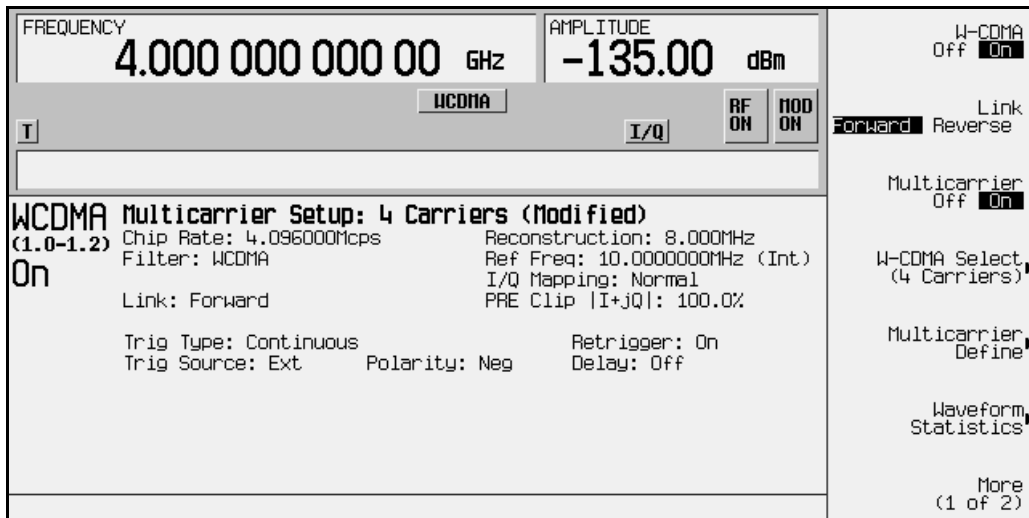 FREQUENCY
4.000 000 000 00 GHz
AMPLITUDE
-135.00 dBm
WCDMA
T
I/Q
RF ON
MOD ON
WCDMA
(1.0-1.2)
On
Multicarrier Setup: 4 Carriers (Modified)
Chip Rate: 4.096000Mcps Reconstruction: 8.000MHz
Filter: WCDMA Ref Freq: 10.0000000MHz (Int)
I/Q Mapping: Normal
Link: Forward PRE Clip |I+jQ|: 100.0%
Trig Type: Continuous Retrigger: On
Trig Source: Ext Polarity: Neg Delay: Off
W-CDMA
Off On
Link
Forward Reverse
Multicarrier
Off On
W-CDMA Select
(4 Carriers)
Multicarrier
Define
Waveform
Statistics
More
(1 of 2)